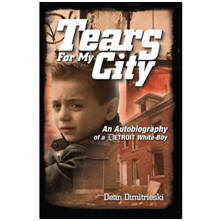 Tears
For My
City
An Autobiography
of a DETROIT White Boy
Dean Dimitrieski